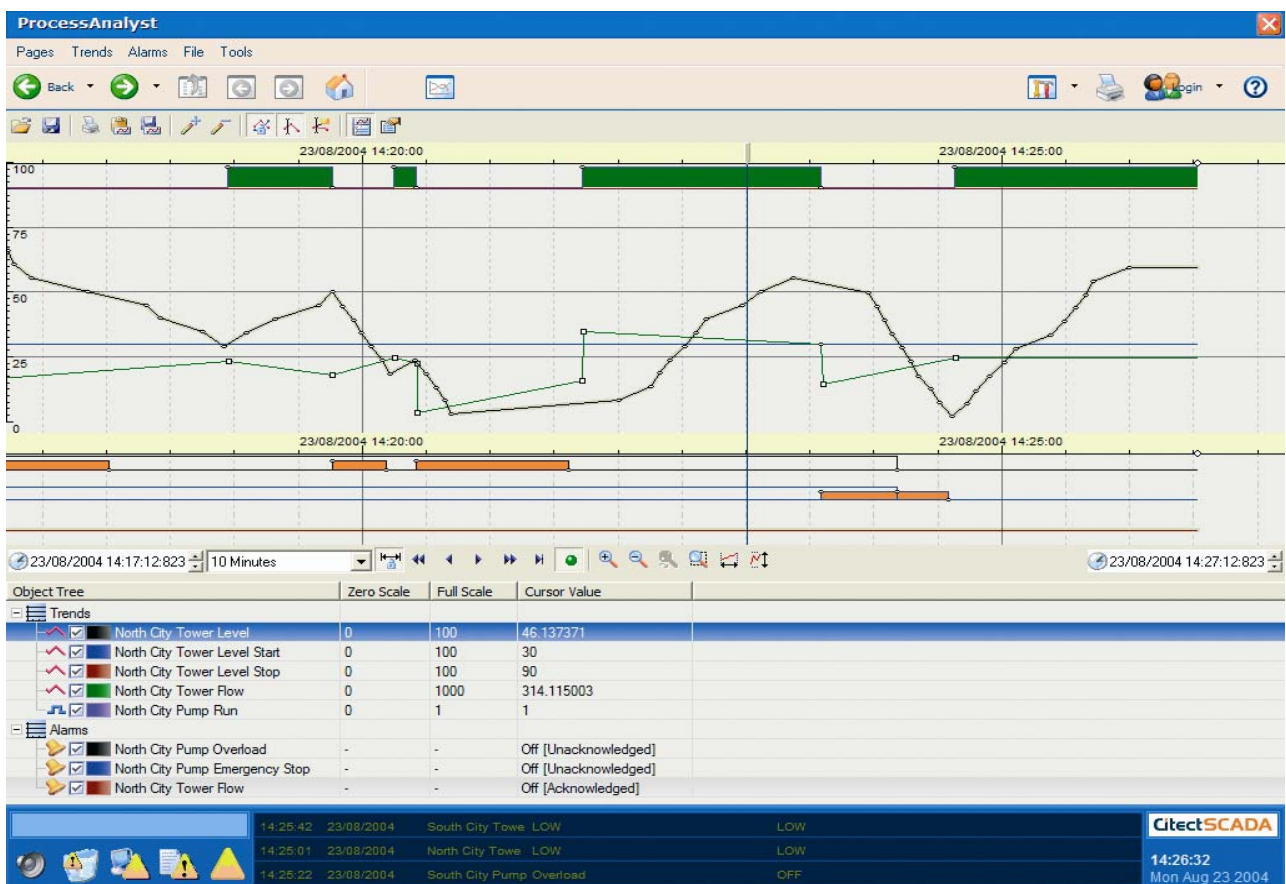 ProcessAnalyst
Pages Trends Alarms File Tools
Back Login
23/08/2004 14:20:00 23/08/2004 14:25:00
100
75
50
25
0
23/08/2004 14:20:00 23/08/2004 14:25:00
23/08/2004 14:17:12:823 10 Minutes 23/08/2004 14:27:12:823
Object Tree Zero Scale Full Scale Cursor Value
Trends
North City Tower Level 0 100 46.137371
North City Tower Level Start 0 100 30
North City Tower Level Stop 0 100 90
North City Tower Flow 0 1000 314.115003
North City Pump Run 0 1 1
Alarms
North City Pump Overload - - Off [Unacknowledged]
North City Pump Emergency Stop - - Off [Unacknowledged]
North City Tower Flow - - Off [Acknowledged]
14:25:42 23/08/2004 South City Towe LOW LOW
14:25:01 23/08/2004 North City Towe LOW LOW
14:25:22 23/08/2004 South City Pump Overload OFF
CitectSCADA
14:26:32
Mon Aug 23 2004